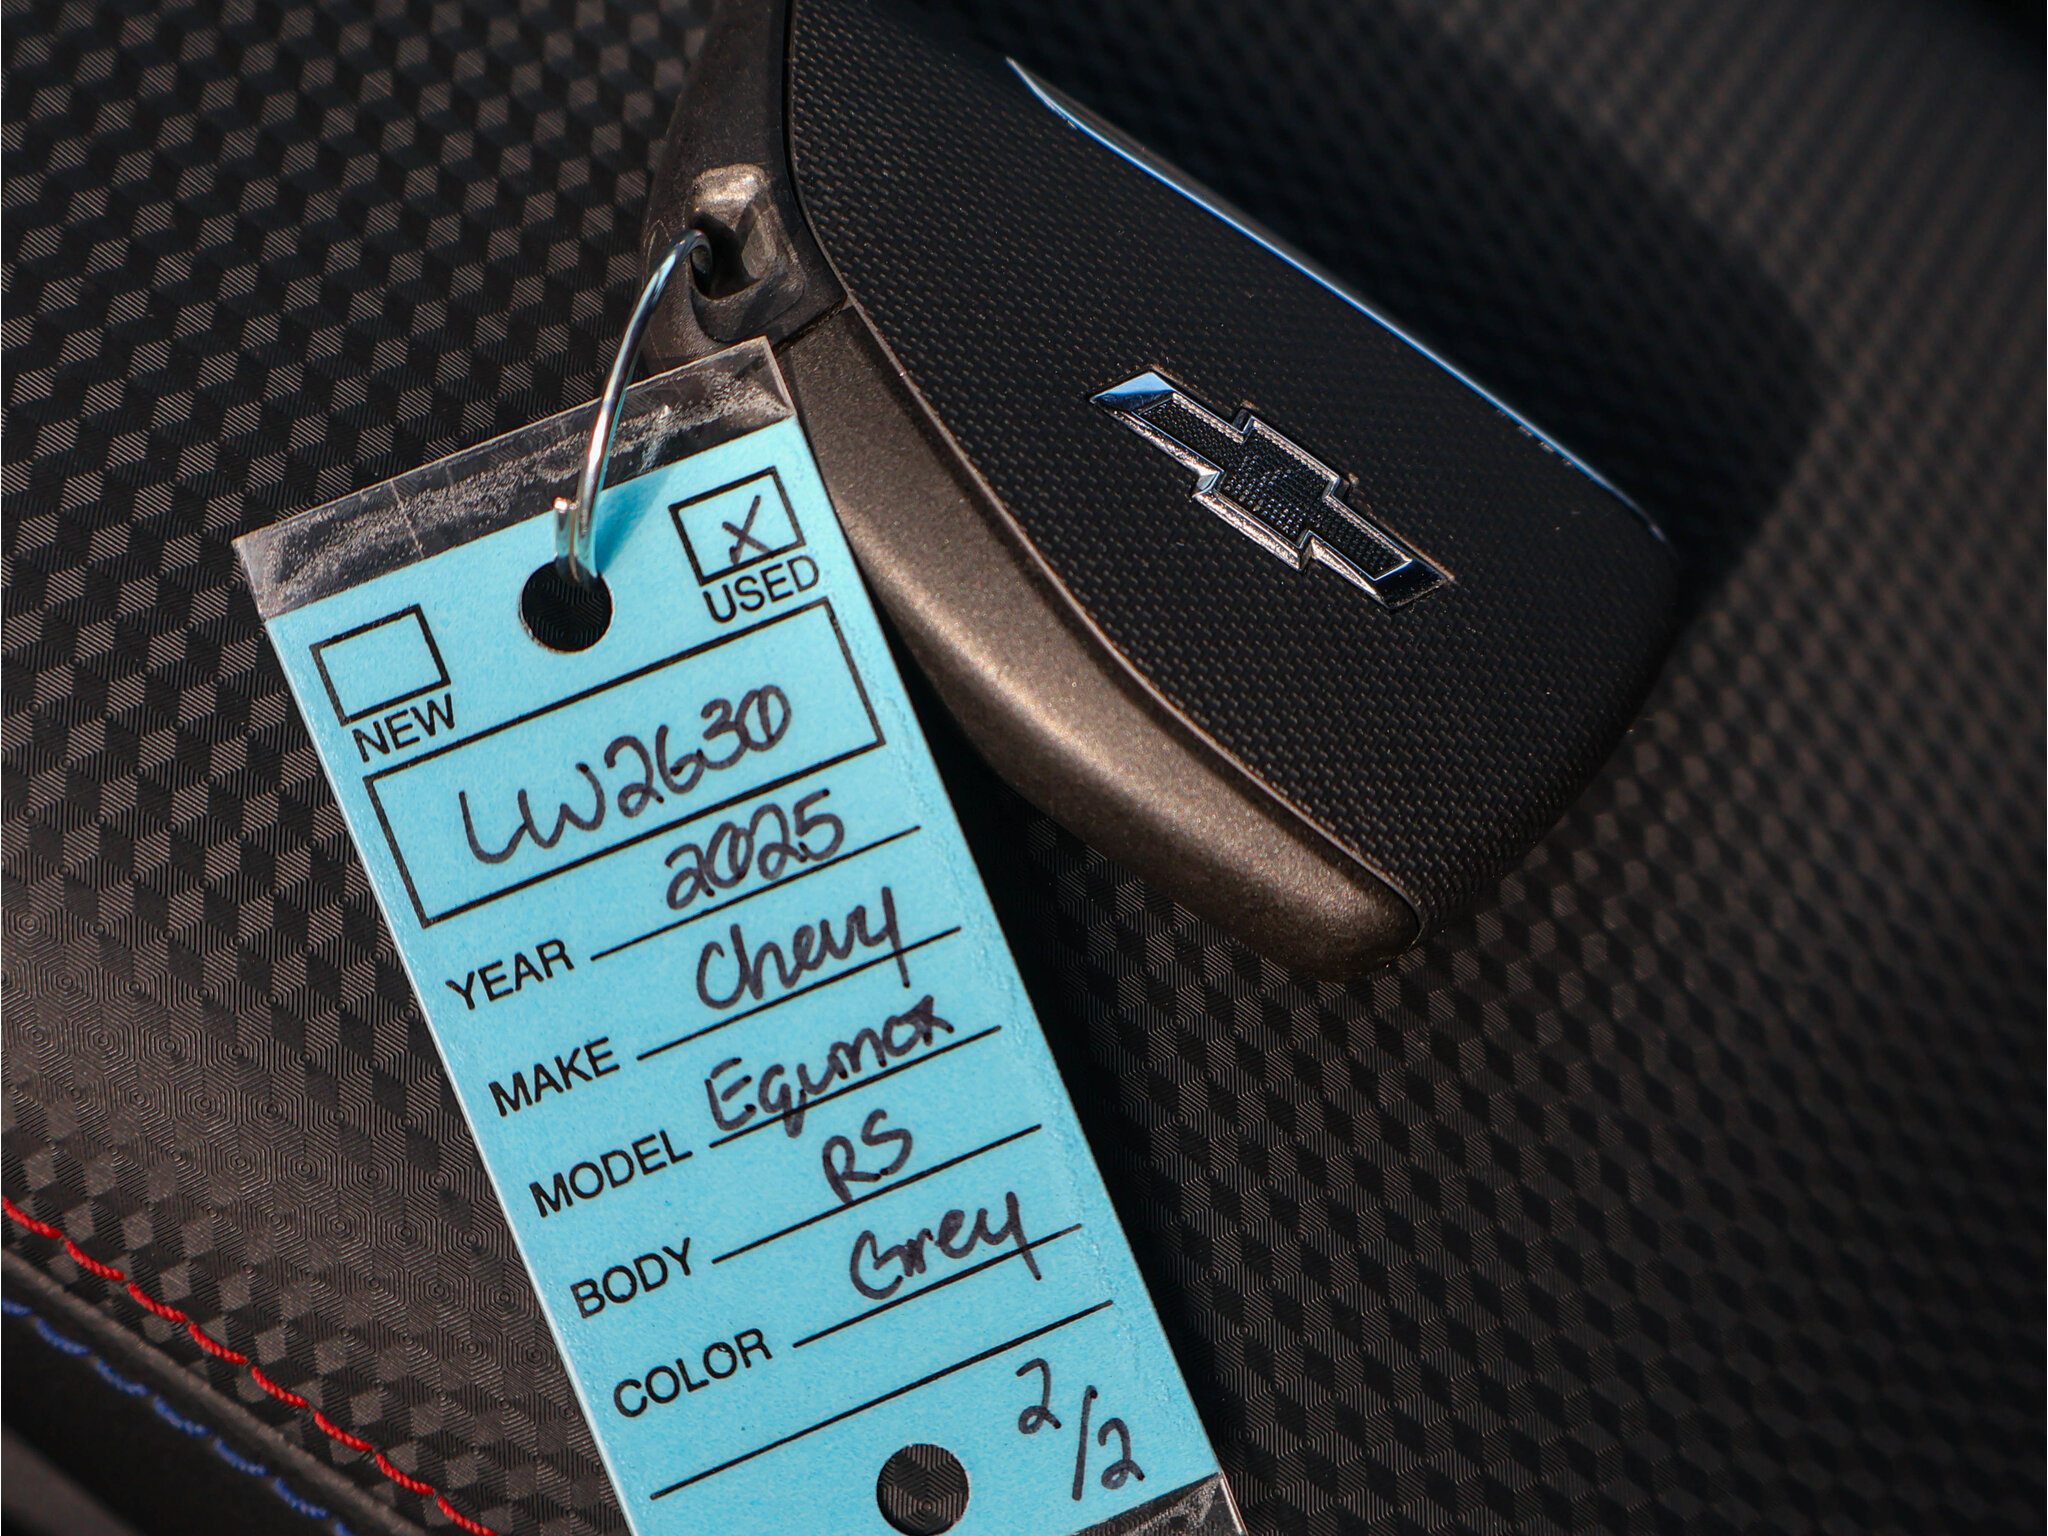 X
USED
NEW
LW2630
YEAR 2025
MAKE Chevy
MODEL Equinox
BODY RS
COLOR Grey
2/2